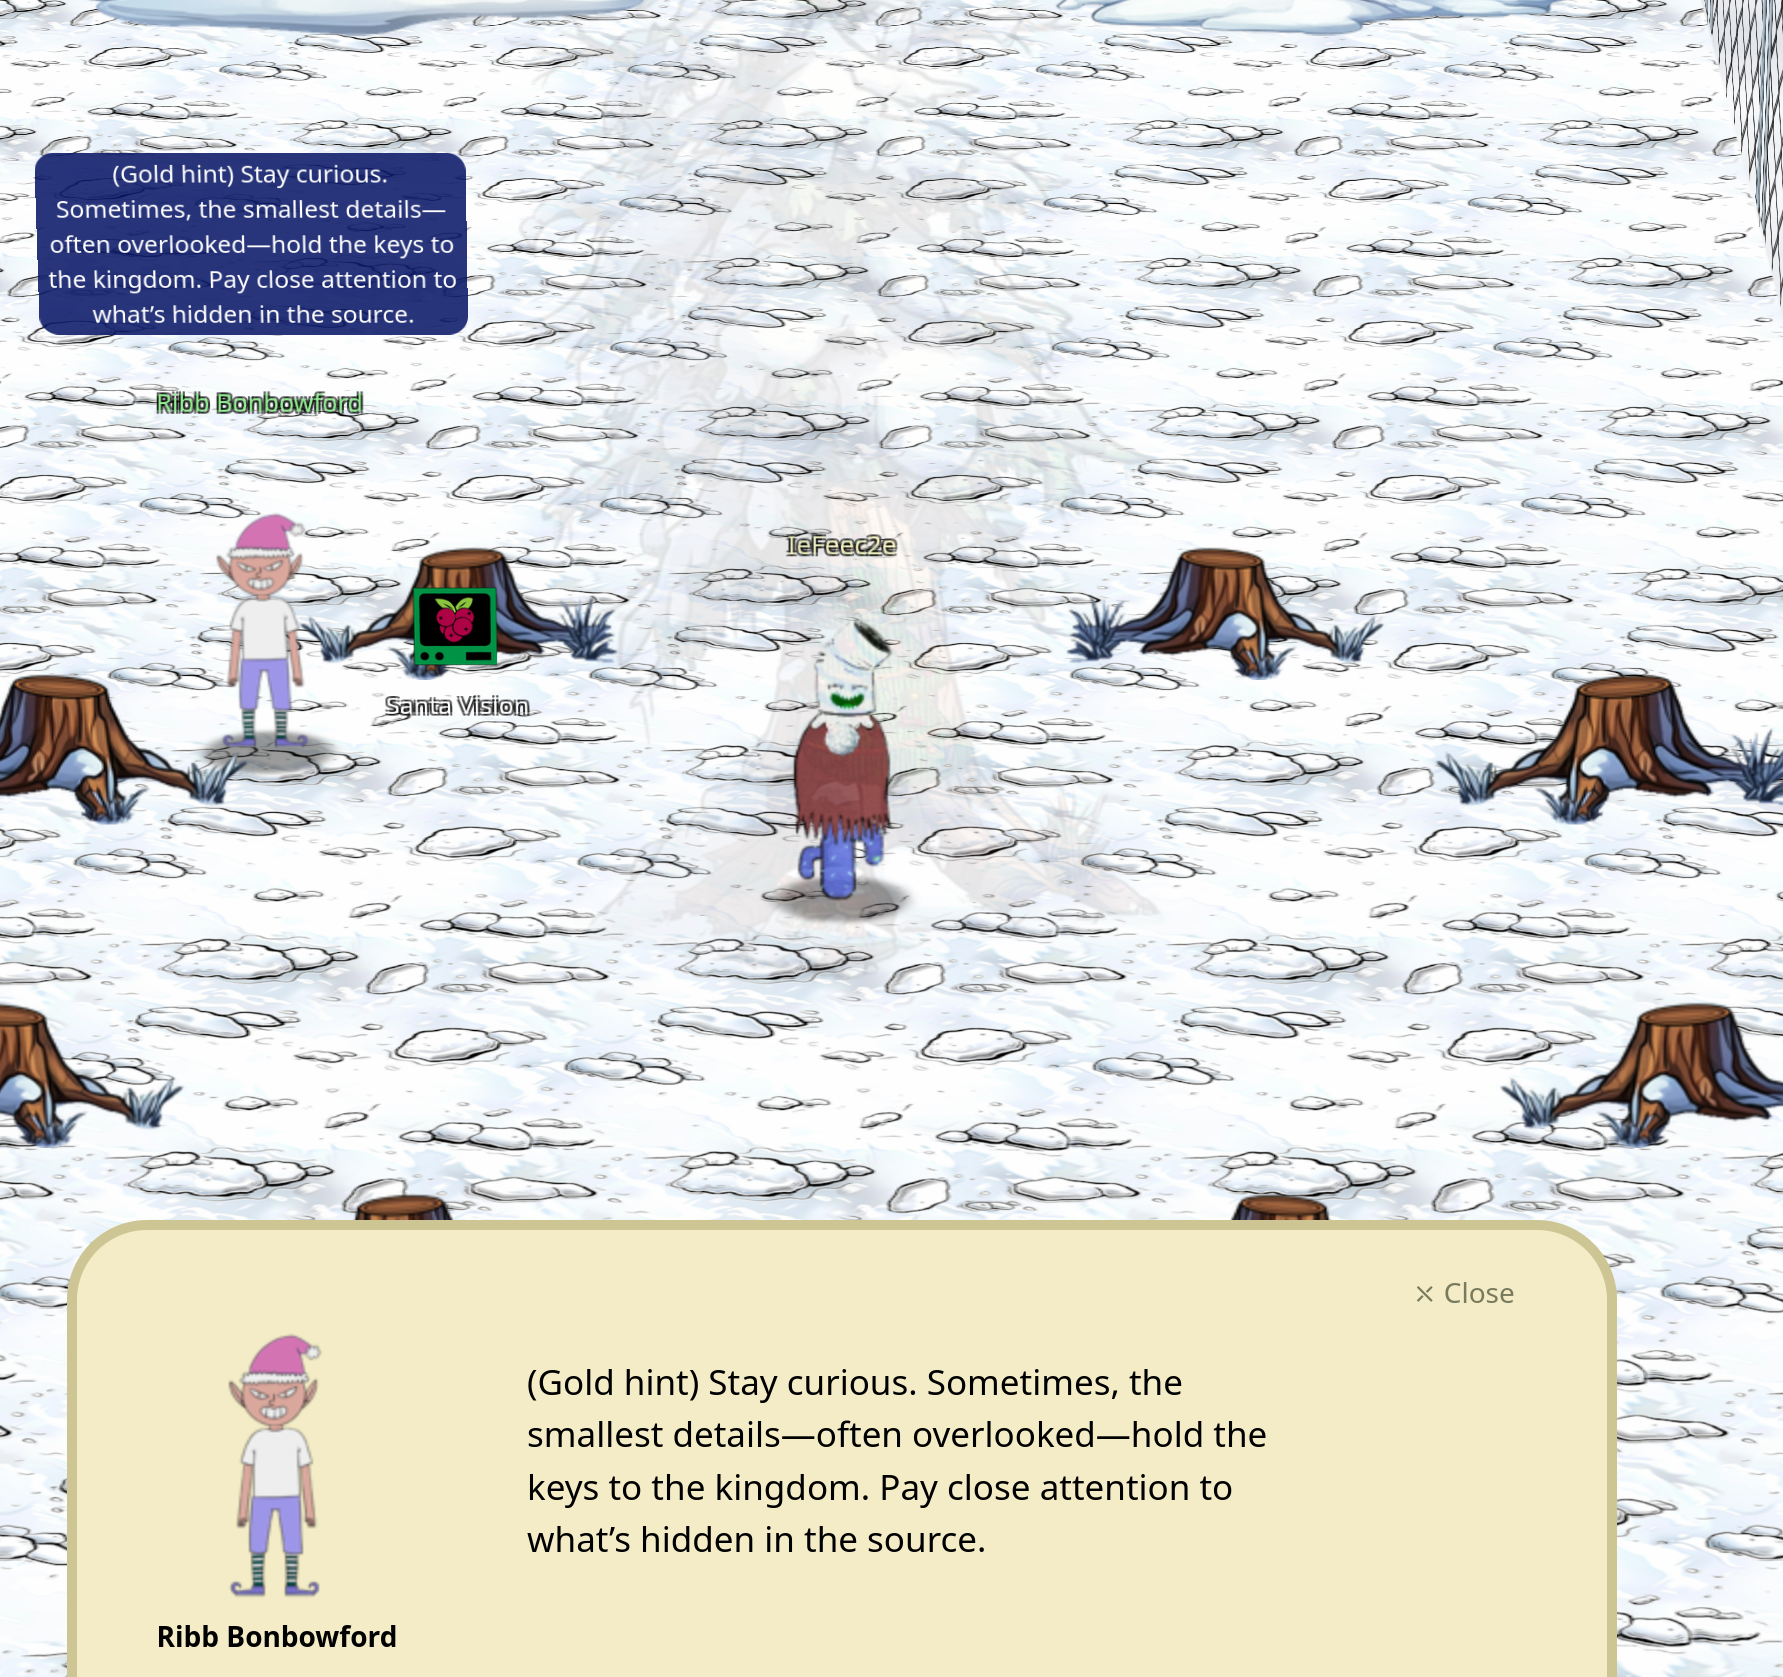 (Gold hint) Stay curious.
Sometimes, the smallest details—
often overlooked—hold the keys to
the kingdom. Pay close attention to
what’s hidden in the source.
Ribb Bonbowford
IeFeec2e
Santa Vision
× Close
(Gold hint) Stay curious. Sometimes, the
smallest details—often overlooked—hold the
keys to the kingdom. Pay close attention to
what’s hidden in the source.
Ribb Bonbowford